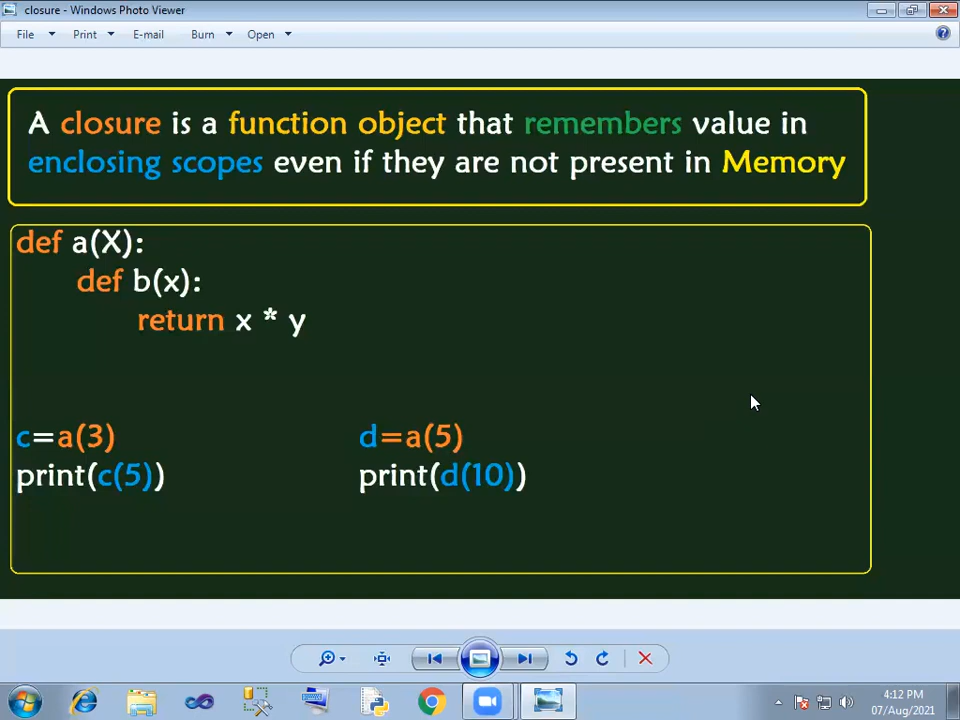 closure - Windows Photo Viewer
File Print E-mail Burn Open
A closure is a function object that remembers value in
enclosing scopes even if they are not present in Memory
def a(X):
def b(x):
return x * y
c=a(3) d=a(5)
print(c(5)) print(d(10))
4:12 PM
07/Aug/2021